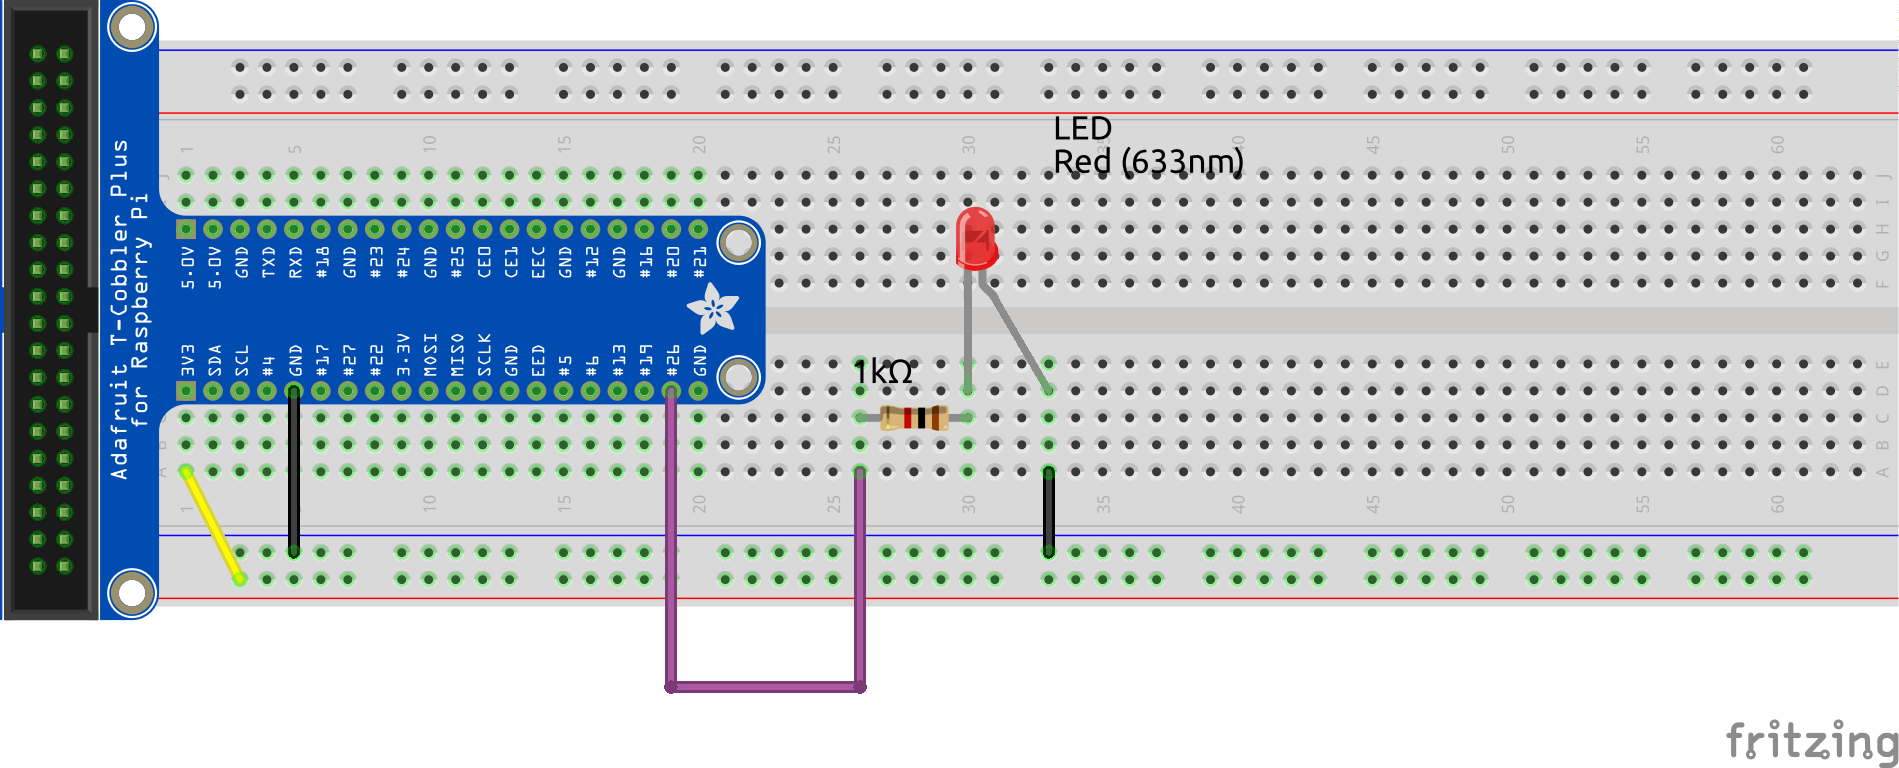 Adafruit T-Cobbler Plus
for Raspberry Pi
1 5 10 15 20 25 30 40 45 50 55 60
LED
Red (633nm)
J J
I
H
G
F
5.0V 5.0V GND TXD RXD #18 GND #23 #24 GND #25 CE0 CE1 EEC GND #12 GND #16 #20 #21
3V3 SDA SCL #4 GND #17 #27 #22 3.3V MOSI MISO SCLK GND EED #5 #6 #13 #19 #26 GND
1kΩ
E
D
C
B B
A A
1 10 15 20 25 30 35 40 45 50 55 60
fritzing